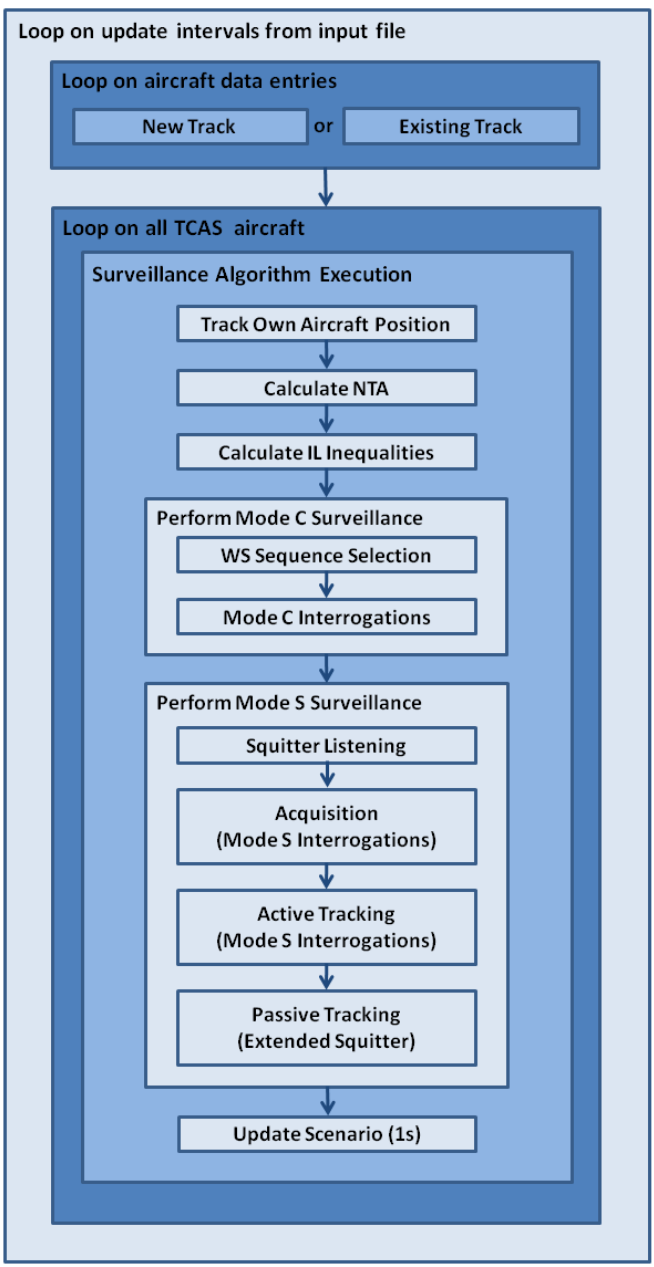 Loop on update intervals from input file
Loop on aircraft data entries
New Track or Existing Track
Loop on all TCAS aircraft
Surveillance Algorithm Execution
Track Own Aircraft Position
Calculate NTA
Calculate IL Inequalities
Perform Mode C Surveillance
WS Sequence Selection
Mode C Interrogations
Perform Mode S Surveillance
Squitter Listening
Acquisition
(Mode S Interrogations)
Active Tracking
(Mode S Interrogations)
Passive Tracking
(Extended Squitter)
Update Scenario (1s)